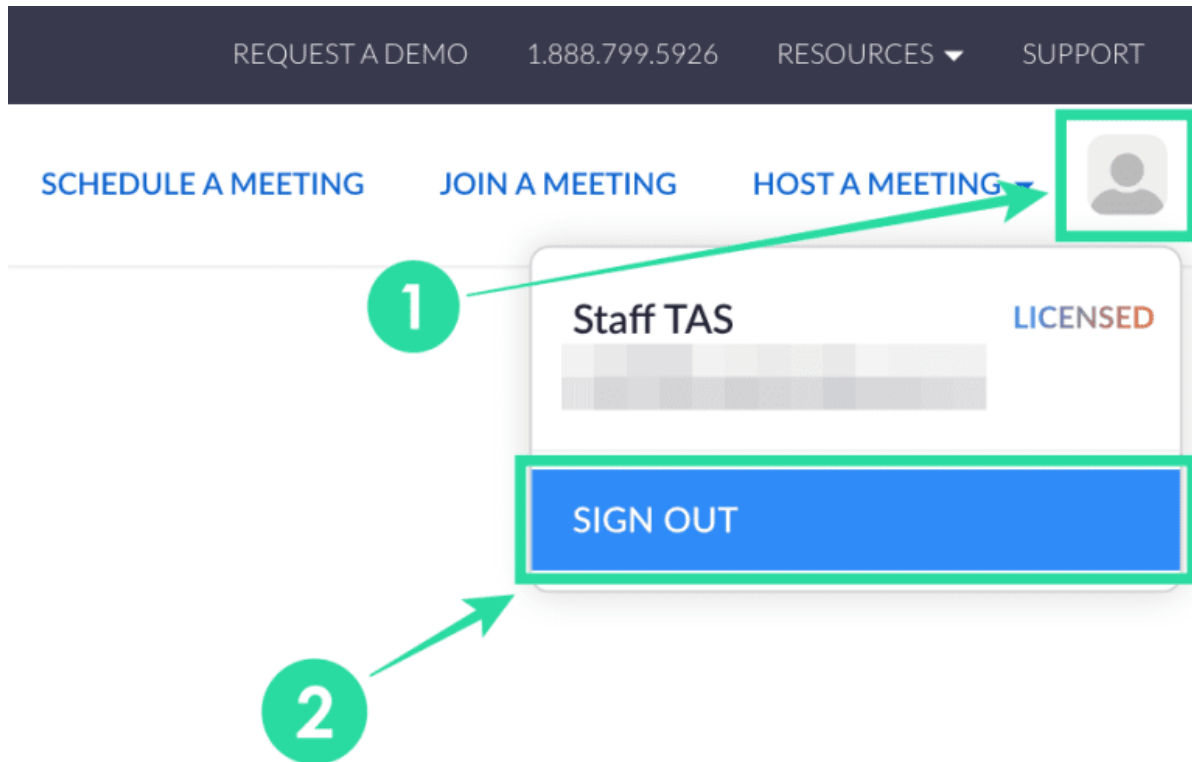 REQUEST A DEMO 1.888.799.5926 RESOURCES SUPPORT
SCHEDULE A MEETING JOIN A MEETING HOST A MEETING
1
Staff TAS LICENSED
SIGN OUT
2